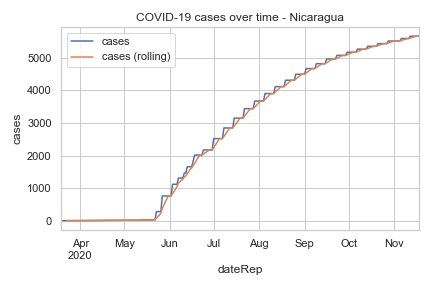 COVID-19 cases over time - Nicaragua
cases
cases (rolling)
cases
5000
4000
3000
2000
1000
0
Apr
2020
May
Jun
Jul
Aug
Sep
Oct
Nov
dateRep